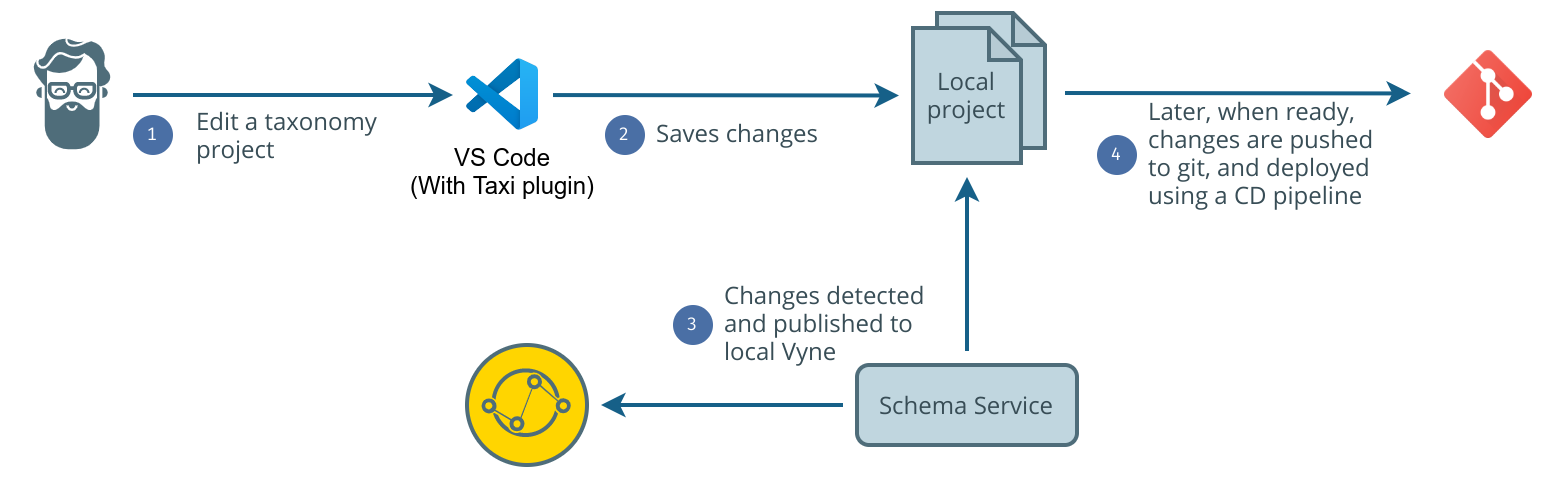 1
Edit a taxonomy
project
VS Code
(With Taxi plugin)
2
Saves changes
Local
project
4
Later, when ready,
changes are pushed
to git, and deployed
using a CD pipeline
3
Changes detected
and published to
local Vyne
Schema Service